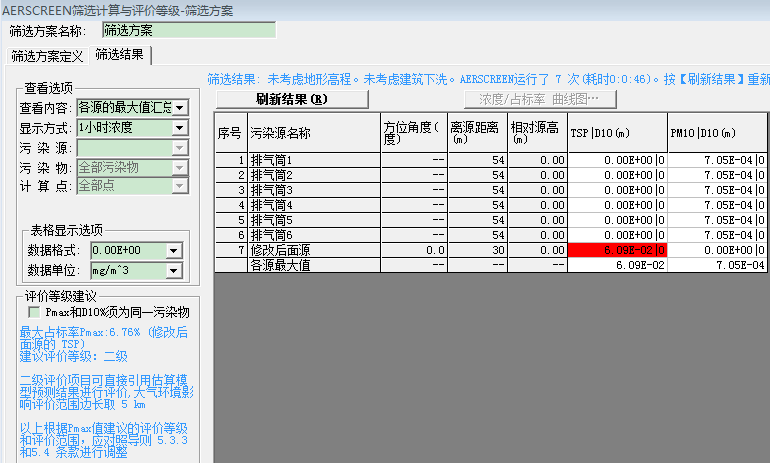 AERSCREEN筛选计算与评价等级-筛选方案
筛选方案名称: 筛选方案
筛选方案定义 筛选结果
筛选结果: 未考虑地形高程。未考虑建筑下洗。AERSCREEN运行了 7 次(耗时0:0:46)。按【刷新结果】重新
查看选项
查看内容: 各源的最大值汇总
显示方式: 1小时浓度
污 染 源:
污 染 物: 全部污染物
计 算 点: 全部点
表格显示选项
数据格式: 0.00E+00
数据单位: mg/m^3
评价等级建议
Pmax和D10%须为同一污染物
最大占标率Pmax:6.76% (修改后
面源的 TSP)
建议评价等级: 二级
二级评价项目可直接引用估算模
型预测结果进行评价,大气环境影
响评价范围边长取 5 km
以上根据Pmax值建议的评价等级
和评价范围，应对照导则 5.3.3
和5.4 条款进行调整
刷新结果(R) 浓度/占标率 曲线图…
序号 污染源名称 方位角度(度) 离源距离(m) 相对源高(m) TSP|D10(m) PM10|D10(m)
1 排气筒1 -- 54 0.00 0.00E+00|0 7.05E-04|0
2 排气筒2 -- 54 0.00 0.00E+00|0 7.05E-04|0
3 排气筒3 -- 54 0.00 0.00E+00|0 7.05E-04|0
4 排气筒4 -- 54 0.00 0.00E+00|0 7.05E-04|0
5 排气筒5 -- 54 0.00 0.00E+00|0 7.05E-04|0
6 排气筒6 -- 54 0.00 0.00E+00|0 7.05E-04|0
7 修改后面源 0.0 30 0.00 6.09E-02|0 0.00E+00|0
各源最大值 -- -- -- 6.09E-02 7.05E-04